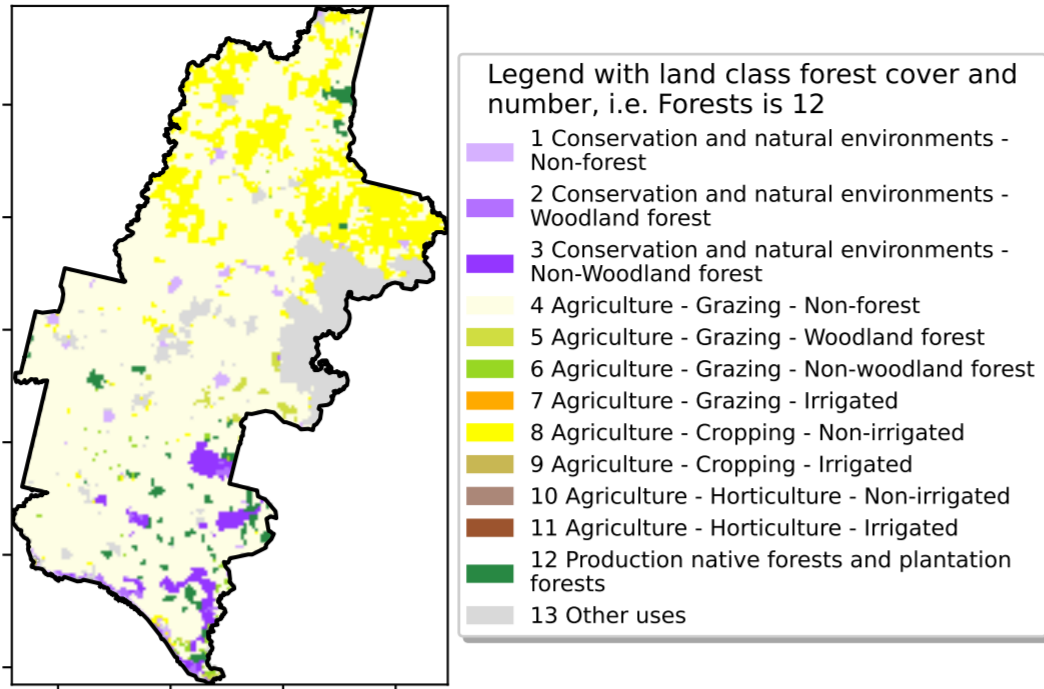 Legend with land class forest cover and
number, i.e. Forests is 12
1 Conservation and natural environments -
Non-forest
2 Conservation and natural environments -
Woodland forest
3 Conservation and natural environments -
Non-Woodland forest
4 Agriculture - Grazing - Non-forest
5 Agriculture - Grazing - Woodland forest
6 Agriculture - Grazing - Non-woodland forest
7 Agriculture - Grazing - Irrigated
8 Agriculture - Cropping - Non-irrigated
9 Agriculture - Cropping - Irrigated
10 Agriculture - Horticulture - Non-irrigated
11 Agriculture - Horticulture - Irrigated
12 Production native forests and plantation
forests
13 Other uses